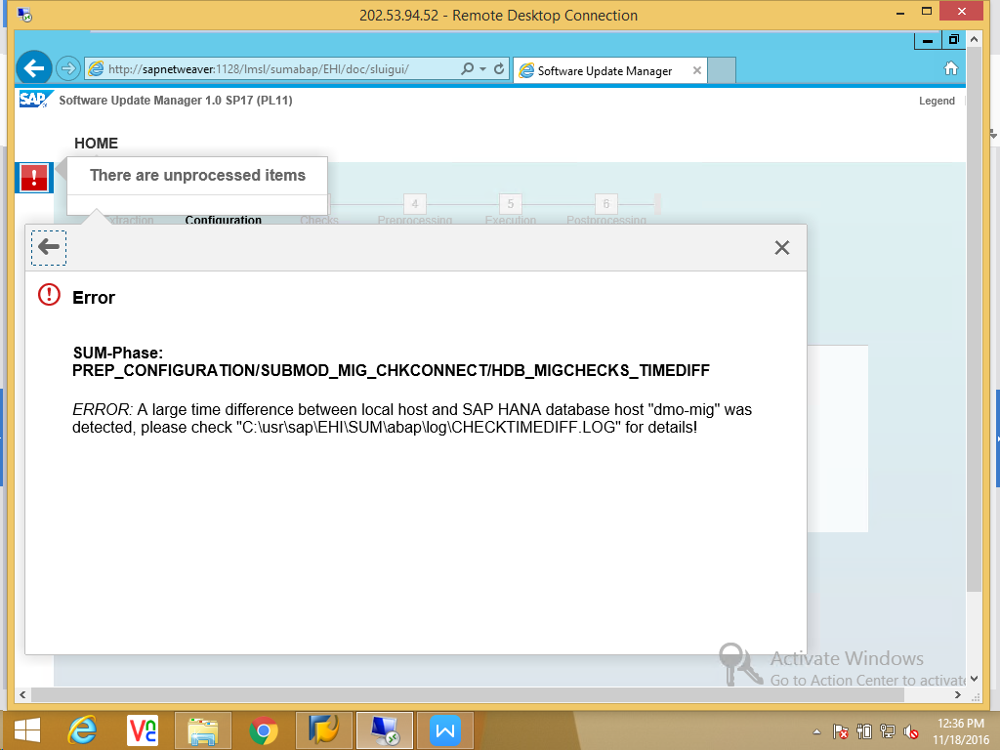 202.53.94.52 - Remote Desktop Connection
http://sapnetweaver:1128/lmsl/sumabap/EHI/doc/sluigui/
Software Update Manager
SAP Software Update Manager 1.0 SP17 (PL11)
Legend
HOME
There are unprocessed items
4
5
6
Configuration
Checks
Preprocessing
Execution
Postprocessing
Error
SUM-Phase:
PREP_CONFIGURATION/SUBMOD_MIG_CHKCONNECT/HDB_MIGCHECKS_TIMEDIFF
ERROR: A large time difference between local host and SAP HANA database host "dmo-mig" was
detected, please check "C:\usr\sap\EHI\SUM\abap\log\CHECKTIMEDIFF.LOG" for details!
Activate Windows
Go to Action Center to activate
VNC
W
12:36 PM
11/18/2016